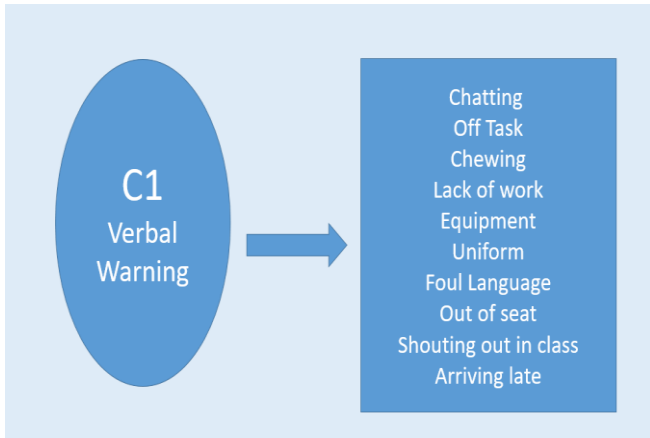 C1
Verbal
Warning
Chatting
Off Task
Chewing
Lack of work
Equipment
Uniform
Foul Language
Out of seat
Shouting out in class
Arriving late